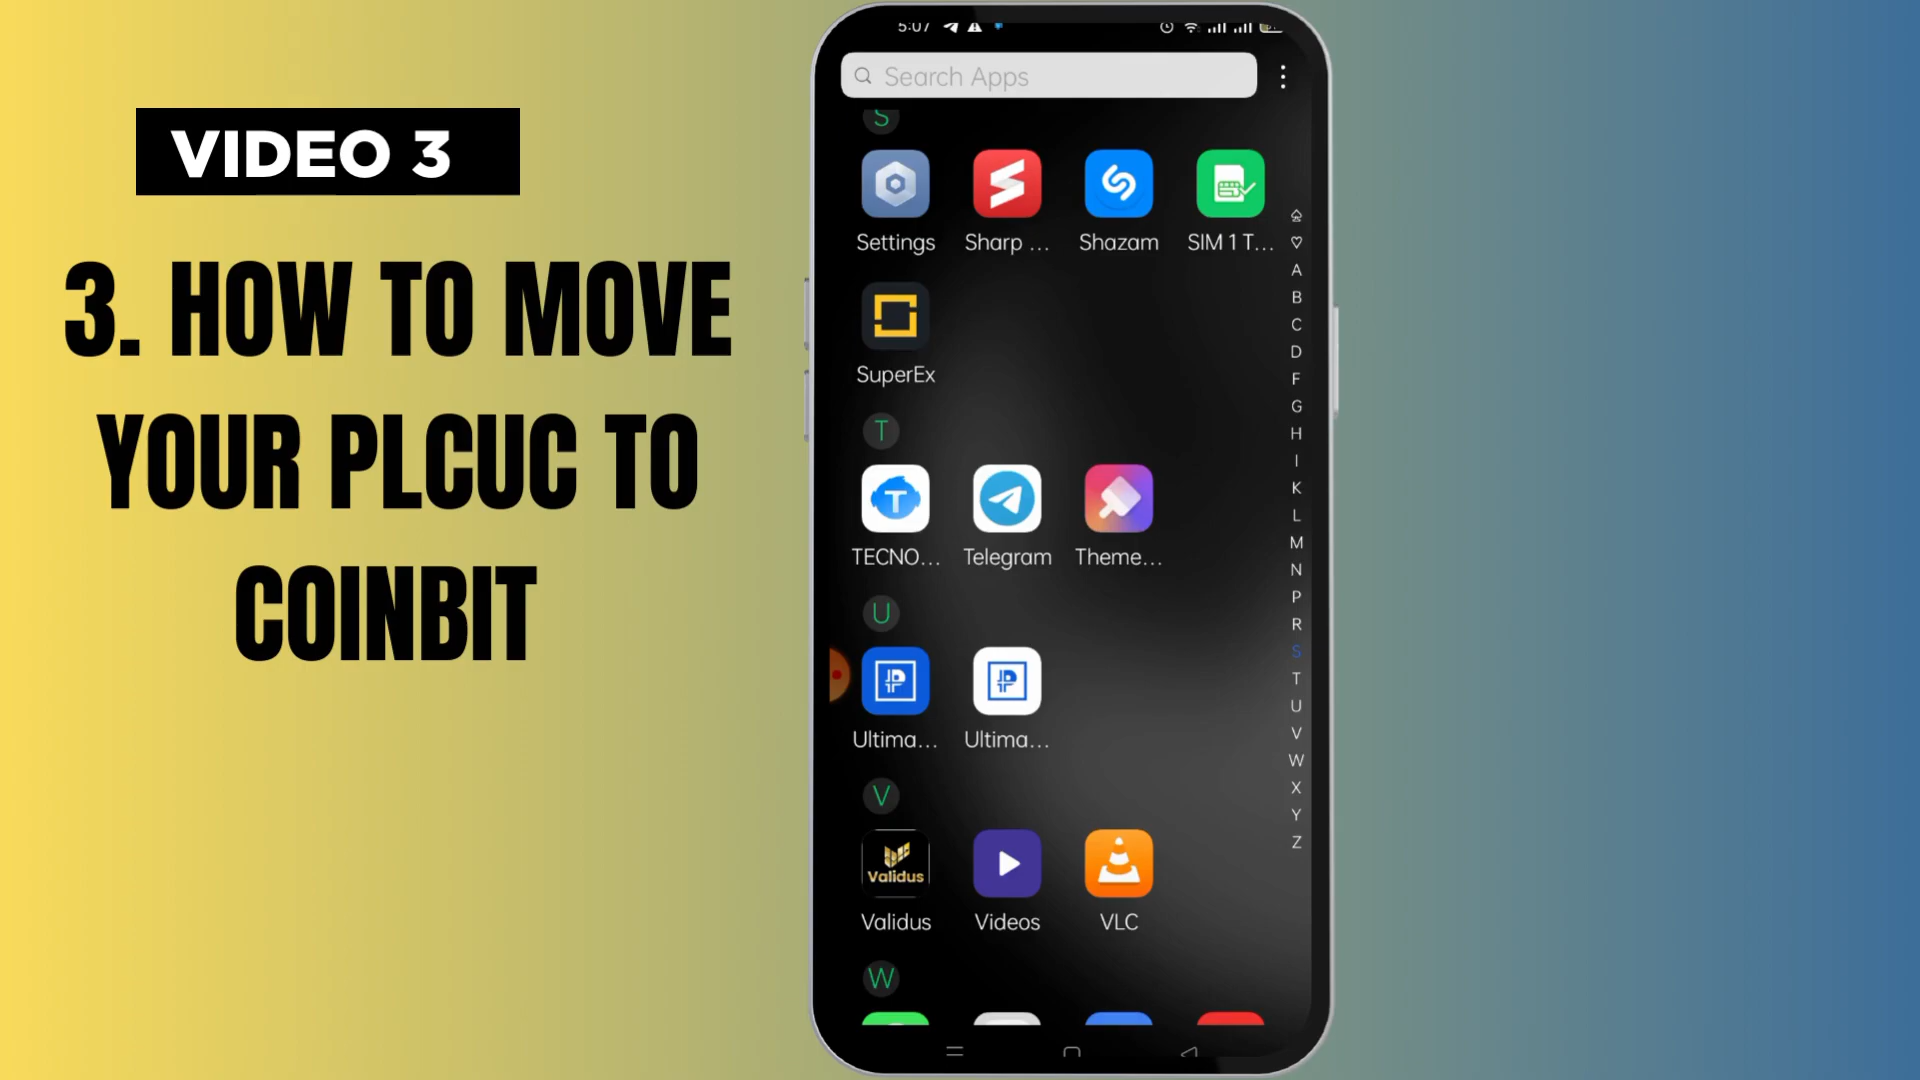 VIDEO 3
3. HOW TO MOVE
YOUR PLCUC TO
COINBIT
5:07
Search Apps
S
Settings Sharp ... Shazam SIM 1 T...
SuperEx
T
TECNO... Telegram Theme...
U
Ultima... Ultima...
V
Validus
Validus Videos VLC
W
A
B
C
D
F
G
H
I
K
L
M
N
P
R
S
T
U
V
W
X
Y
Z